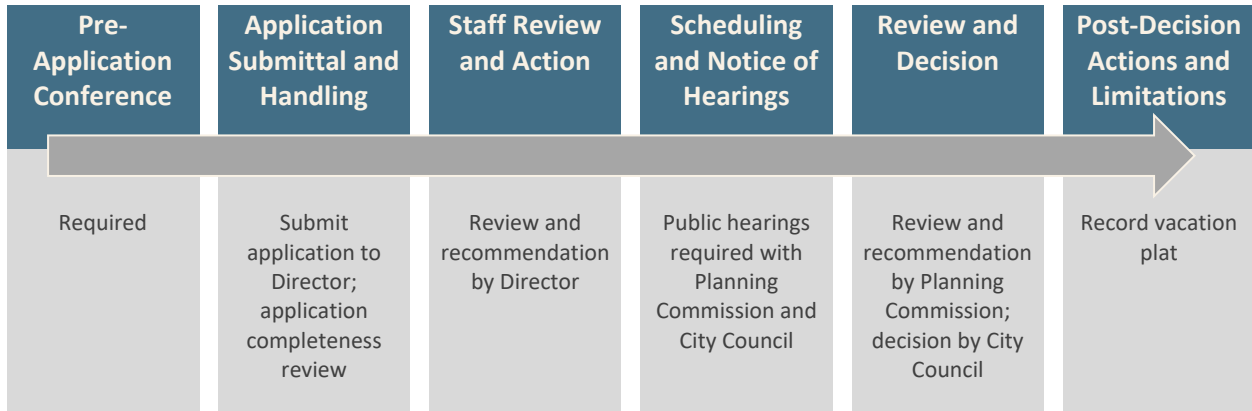 Pre-
Application
Conference
Application
Submittal and
Handling
Staff Review
and Action
Scheduling
and Notice of
Hearings
Review and
Decision
Post-Decision
Actions and
Limitations
Required
Submit
application to
Director;
application
completeness
review
Review and
recommendation
by Director
Public hearings
required with
Planning
Commission and
City Council
Review and
recommendation
by Planning
Commission;
decision by City
Council
Record vacation
plat